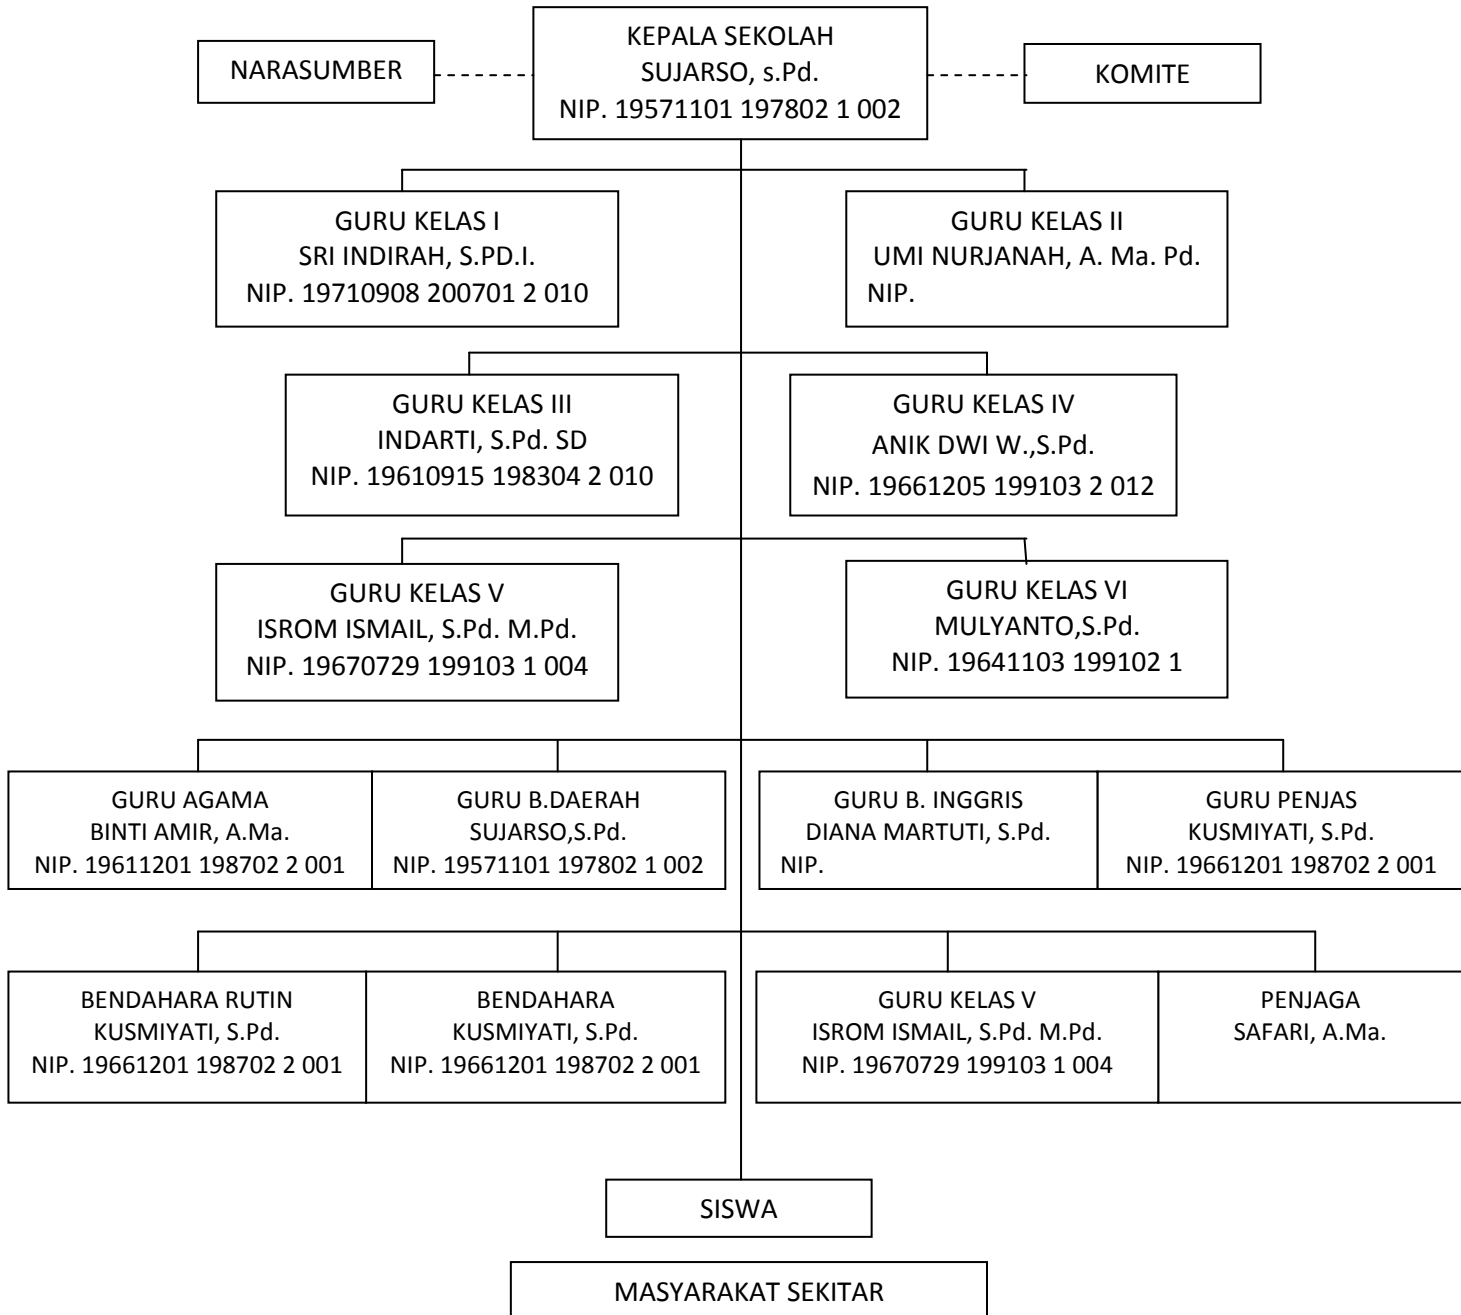 NARASUMBER
KEPALA SEKOLAH
SUJARSO, s.Pd.
NIP. 19571101 197802 1 002
KOMITE
GURU KELAS I
SRI INDIRAH, S.PD.I.
NIP. 19710908 200701 2 010
GURU KELAS II
UMI NURJANAH, A. Ma. Pd.
NIP.
GURU KELAS III
INDARTI, S.Pd. SD
NIP. 19610915 198304 2 010
GURU KELAS IV
ANIK DWI W.,S.Pd.
NIP. 19661205 199103 2 012
GURU KELAS V
ISROM ISMAIL, S.Pd. M.Pd.
NIP. 19670729 199103 1 004
GURU KELAS VI
MULYANTO,S.Pd.
NIP. 19641103 199102 1
GURU AGAMA
BINTI AMIR, A.Ma.
NIP. 19611201 198702 2 001
GURU B.DAERAH
SUJARSO,S.Pd.
NIP. 19571101 197802 1 002
GURU B. INGGRIS
DIANA MARTUTI, S.Pd.
NIP.
GURU PENJAS
KUSMIYATI, S.Pd.
NIP. 19661201 198702 2 001
BENDAHARA RUTIN
KUSMIYATI, S.Pd.
NIP. 19661201 198702 2 001
BENDAHARA
KUSMIYATI, S.Pd.
NIP. 19661201 198702 2 001
GURU KELAS V
ISROM ISMAIL, S.Pd. M.Pd.
NIP. 19670729 199103 1 004
PENJAGA
SAFARI, A.Ma.
SISWA
MASYARAKAT SEKITAR